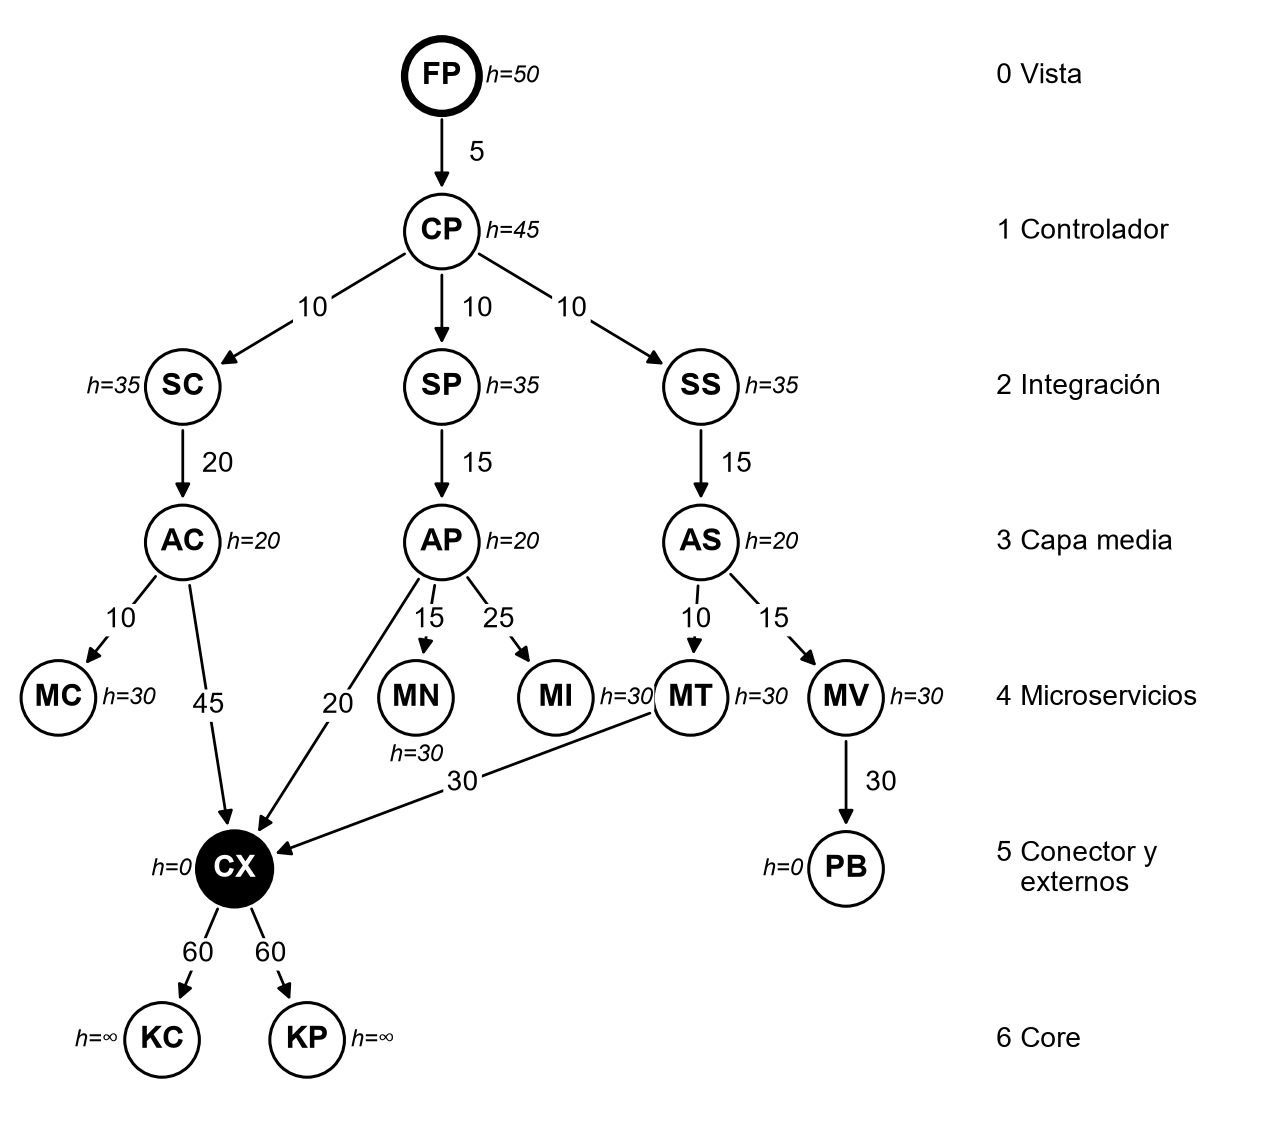 FP h=50 0 Vista
5
CP h=45 1 Controlador
10 10 10
h=35 SC SP h=35 SS h=35 2 Integración
20 15 15
AC h=20 AP h=20 AS h=20 3 Capa media
10 15 25 10 15
MC h=30 MN MI h=30 MT h=30 MV h=30 4 Microservicios
45 20
h=30
30 30
h=0 CX h=0 PB 5 Conector y
externos
60 60
h=∞ KC KP h=∞ 6 Core